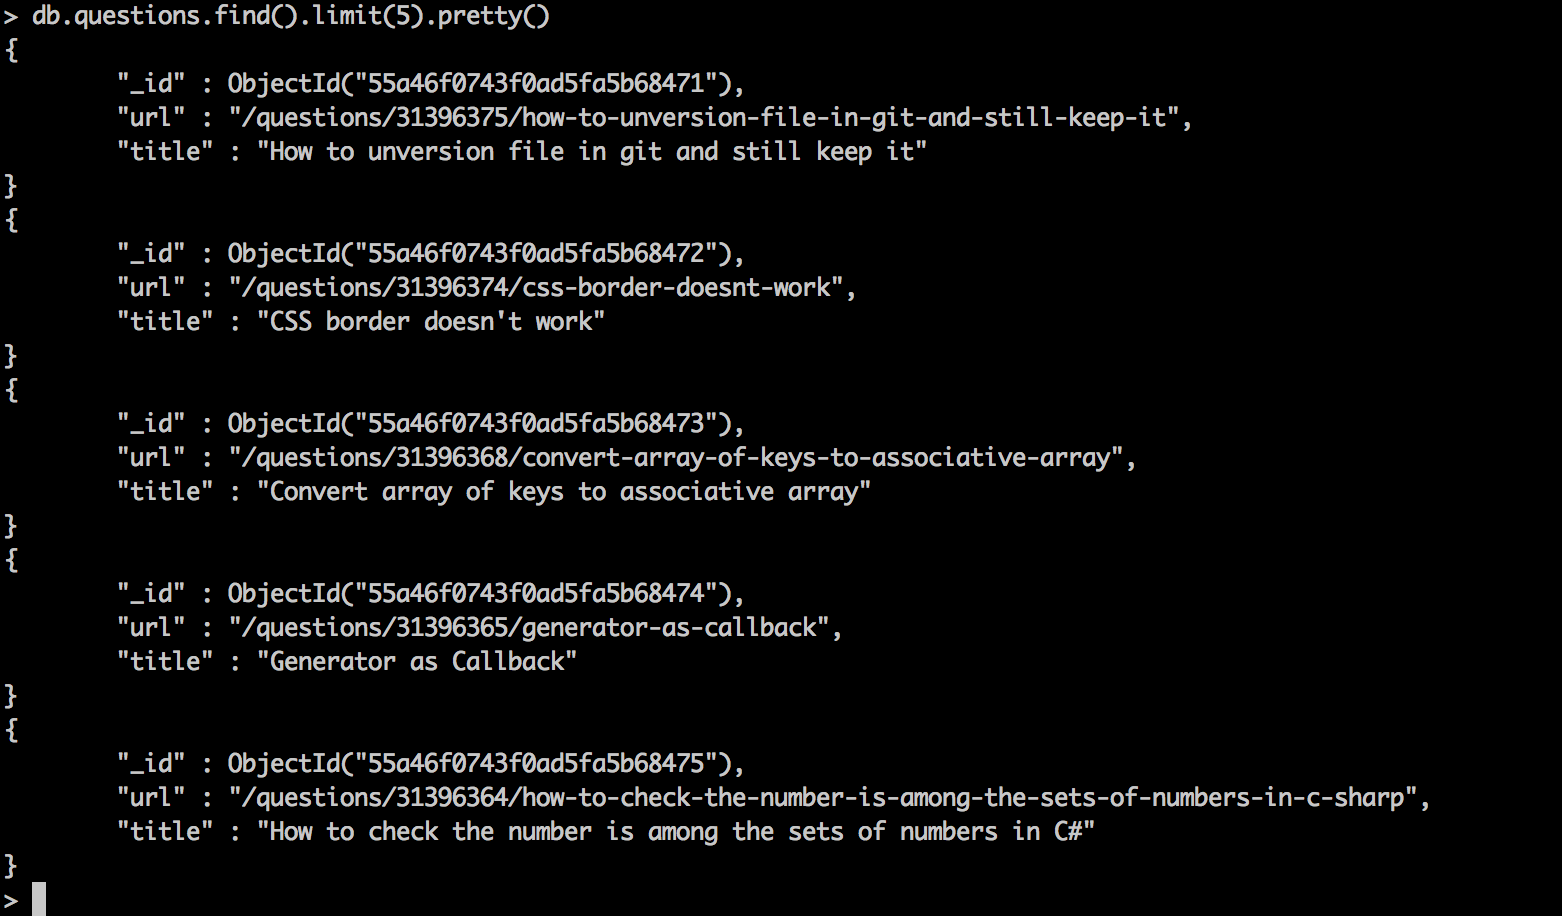 > db.questions.find().limit(5).pretty()
{
"_id" : ObjectId("55a46f0743f0ad5fa5b68471"),
"url" : "/questions/31396375/how-to-unversion-file-in-git-and-still-keep-it",
"title" : "How to unversion file in git and still keep it"
}
{
"_id" : ObjectId("55a46f0743f0ad5fa5b68472"),
"url" : "/questions/31396374/css-border-doesnt-work",
"title" : "CSS border doesn't work"
}
{
"_id" : ObjectId("55a46f0743f0ad5fa5b68473"),
"url" : "/questions/31396368/convert-array-of-keys-to-associative-array",
"title" : "Convert array of keys to associative array"
}
{
"_id" : ObjectId("55a46f0743f0ad5fa5b68474"),
"url" : "/questions/31396365/generator-as-callback",
"title" : "Generator as Callback"
}
{
"_id" : ObjectId("55a46f0743f0ad5fa5b68475"),
"url" : "/questions/31396364/how-to-check-the-number-is-among-the-sets-of-numbers-in-c-sharp",
"title" : "How to check the number is among the sets of numbers in C#"
}
>